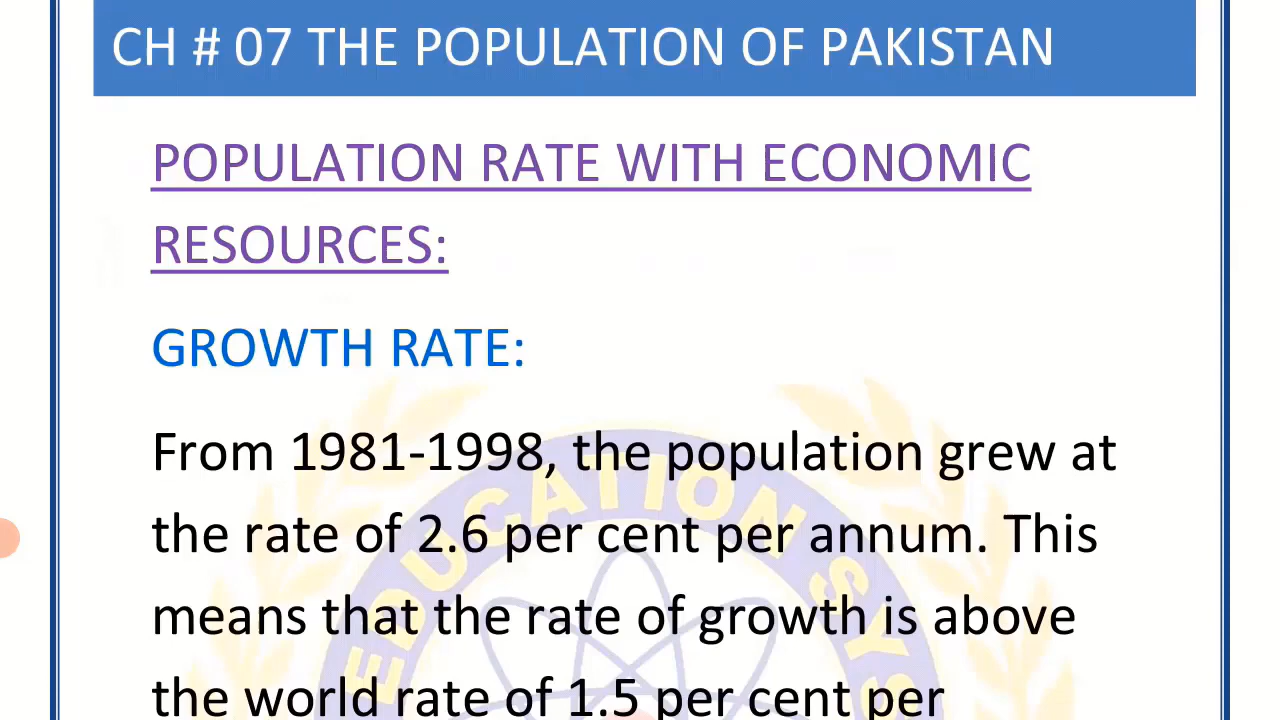 CH # 07 THE POPULATION OF PAKISTAN
POPULATION RATE WITH ECONOMIC
RESOURCES:
GROWTH RATE:
From 1981-1998, the population grew at
the rate of 2.6 per cent per annum. This
means that the rate of growth is above
the world rate of 1.5 per cent per
EDUCATION SYS